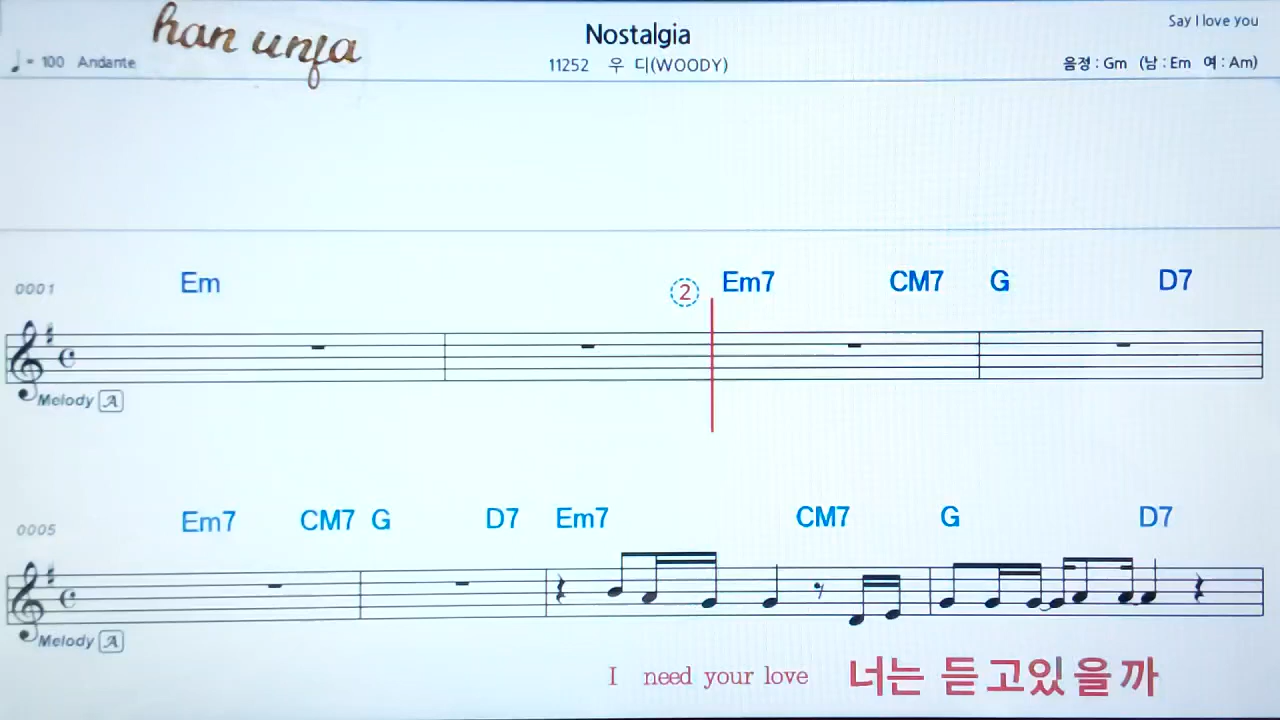 han unfa
Nostalgia
Say I love you
= 100 Andante
11252 우 디(WOODY)
음정 : Gm (남 : Em 여 : Am)
0001 Em ② Em7 CM7 G D7
Melody A
0005 Em7 CM7 G D7 Em7 CM7 G D7
Melody A
I need your love 너는 듣고있을까